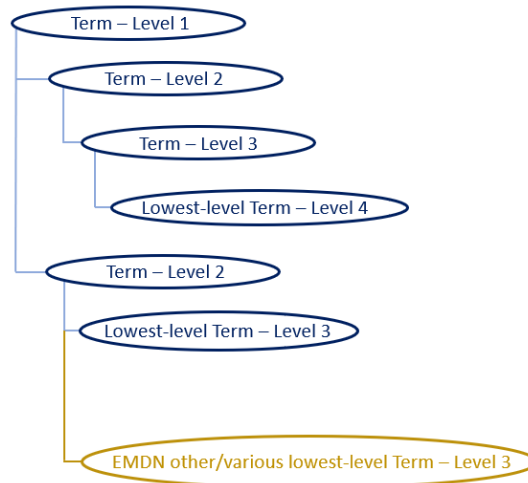 Term – Level 1
Term – Level 2
Term – Level 3
Lowest-level Term – Level 4
Term – Level 2
Lowest-level Term – Level 3
EMDN other/various lowest-level Term – Level 3